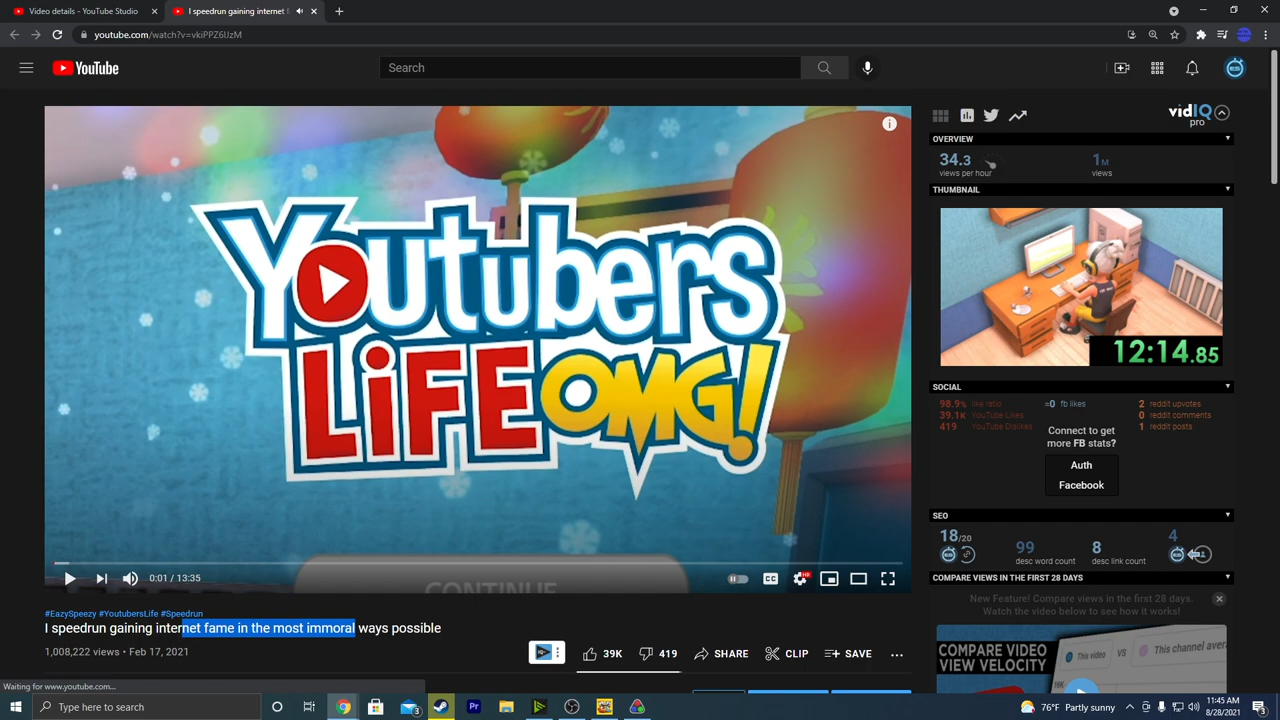 Video details - YouTube Studio
I speedrun gaining internet f
youtube.com/watch?v=vkiPPZ6UzM
YouTube
Search
vidIQ
pro
OVERVIEW
34.3
views per hour
1M
views
THUMBNAIL
12:14.85
Youtubers
LIFE OMG!
CONTINUE
SOCIAL
98.9% like ratio
39.1K YouTube Likes
419 YouTube Dislikes
=0 fb likes
Connect to get
more FB stats?
Auth
Facebook
2 reddit upvotes
0 reddit comments
1 reddit posts
SEO
18/20
99
desc word count
8
desc link count
4
COMPARE VIEWS IN THE FIRST 28 DAYS
New Feature! Compare views in the first 28 days.
Watch the video below to see how it works!
COMPARE VIDEO
VIEW VELOCITY
This video
VS
This channel aver
0:01 / 13:35
CC
HD
#EazySpeezy #YoutubersLife #Speedrun
I speedrun gaining internet fame in the most immoral ways possible
1,008,222 views • Feb 17, 2021
39K
419
SHARE
CLIP
SAVE
Waiting for www.youtube.com...
Type here to search
3
Pr
76°F Partly sunny
11:45 AM
8/28/2021